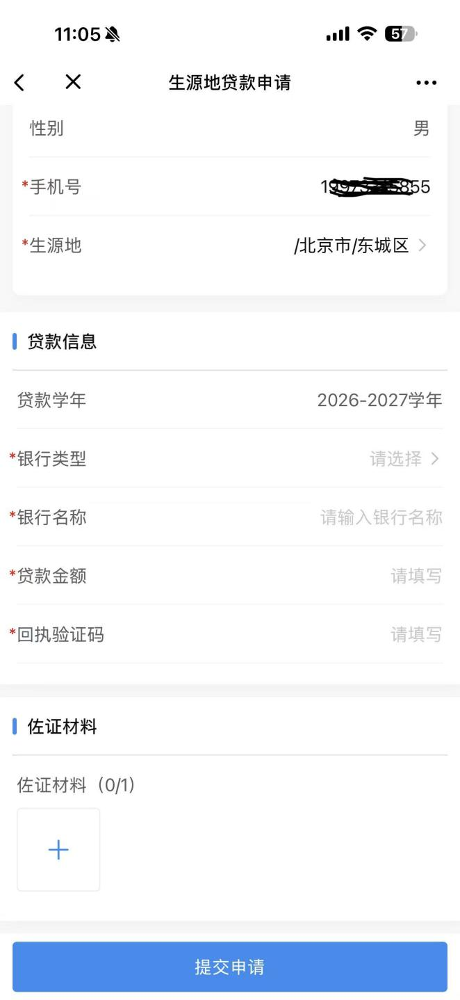 11:05
57
生源地贷款申请
性别 男
*手机号 855
*生源地 /北京市/东城区
贷款信息
贷款学年 2026-2027学年
*银行类型 请选择
*银行名称 请输入银行名称
*贷款金额 请填写
*回执验证码 请填写
佐证材料
佐证材料（0/1）
提交申请